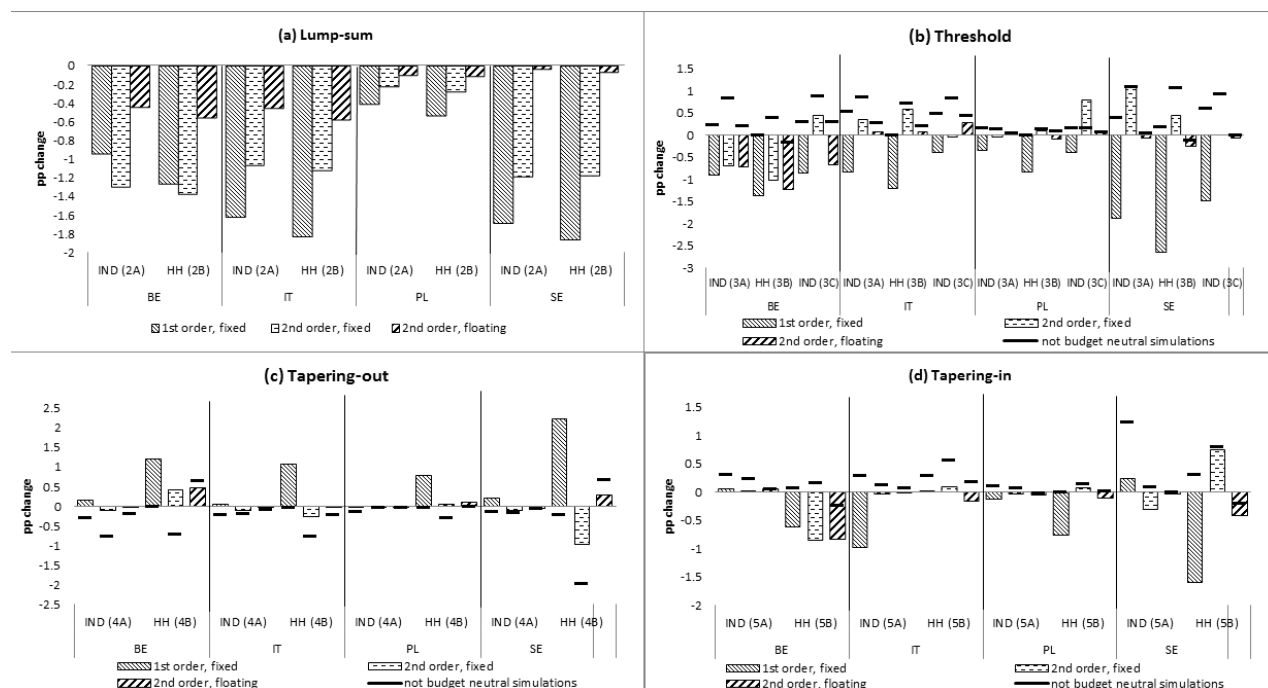 (a) Lump-sum
0
-0.2
-0.4
-0.6
-0.8
-1
-1.2
-1.4
-1.6
-1.8
-2
pp change
IND (2A) HH (2B) IND (2A) HH (2B) IND (2A) HH (2B) IND (2A) HH (2B)
BE IT PL SE
1st order, fixed 2nd order, fixed 2nd order, floating
(b) Threshold
1.5
1
0.5
0
-0.5
-1
-1.5
-2
-2.5
-3
pp change
IND (3A) HH (3B) IND (3C) IND (3A) HH (3B) IND (3C) IND (3A) HH (3B) IND (3C) IND (3A) HH (3B) IND (3C)
BE IT PL SE
1st order, fixed 2nd order, fixed
2nd order, floating not budget neutral simulations
(c) Tapering-out
2.5
2
1.5
1
0.5
0
-0.5
-1
-1.5
-2
-2.5
pp change
IND (4A) HH (4B) IND (4A) HH (4B) IND (4A) HH (4B) IND (4A) HH (4B)
BE IT PL SE
1st order, fixed 2nd order, fixed
2nd order, floating not budget neutral simulations
(d) Tapering-in
1.5
1
0.5
0
-0.5
-1
-1.5
-2
pp change
IND (5A) HH (5B) IND (5A) HH (5B) IND (5A) HH (5B) IND (5A) HH (5B)
BE IT PL SE
1st order, fixed 2nd order, fixed
2nd order, floating not budget neutral simulations